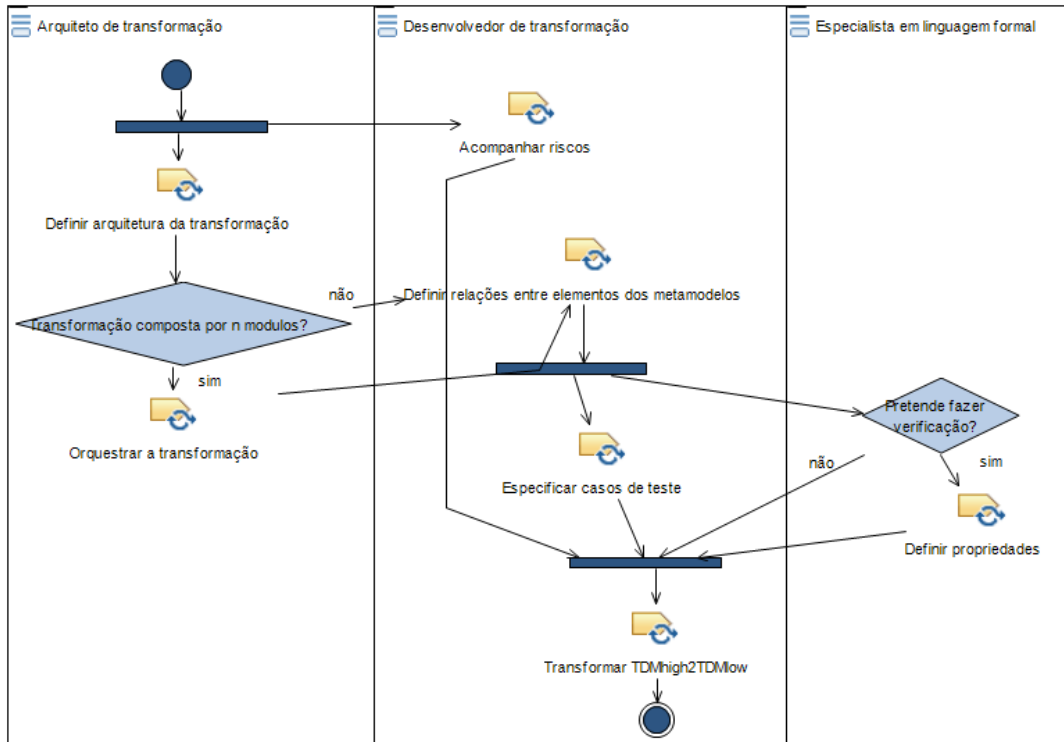 Arquiteto de transformação
Desenvolvedor de transformação
Especialista em linguagem formal
Acompanhar riscos
Definir arquitetura da transformação
não
Definir relações entre elementos dos metamodelos
Transformação composta por n modulos?
sim
Orquestrar a transformação
Pretende fazer
verificação?
não
sim
Especificar casos de teste
Definir propriedades
Transformar TDMhigh2TDMlow